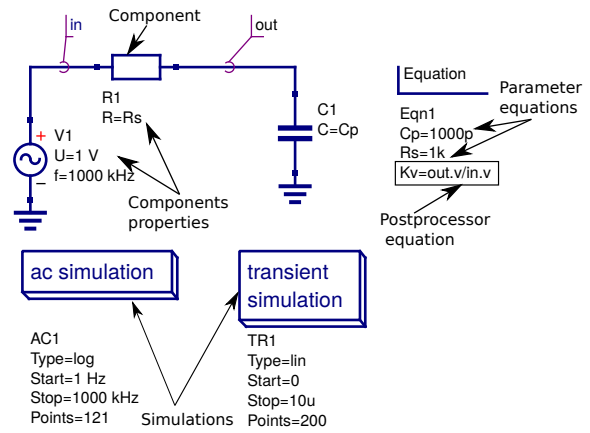 Component
in
out
R1
R=Rs
+
V1
U=1 V
f=1000 kHz
−
C1
C=Cp
Components
properties
Equation
Parameter
equations
Eqn1
Cp=1000p
Rs=1k
Kv=out.v/in.v
Postprocessor
equation
ac simulation
transient
simulation
AC1
Type=log
Start=1 Hz
Stop=1000 kHz
Points=121
Simulations
TR1
Type=lin
Start=0
Stop=10u
Points=200